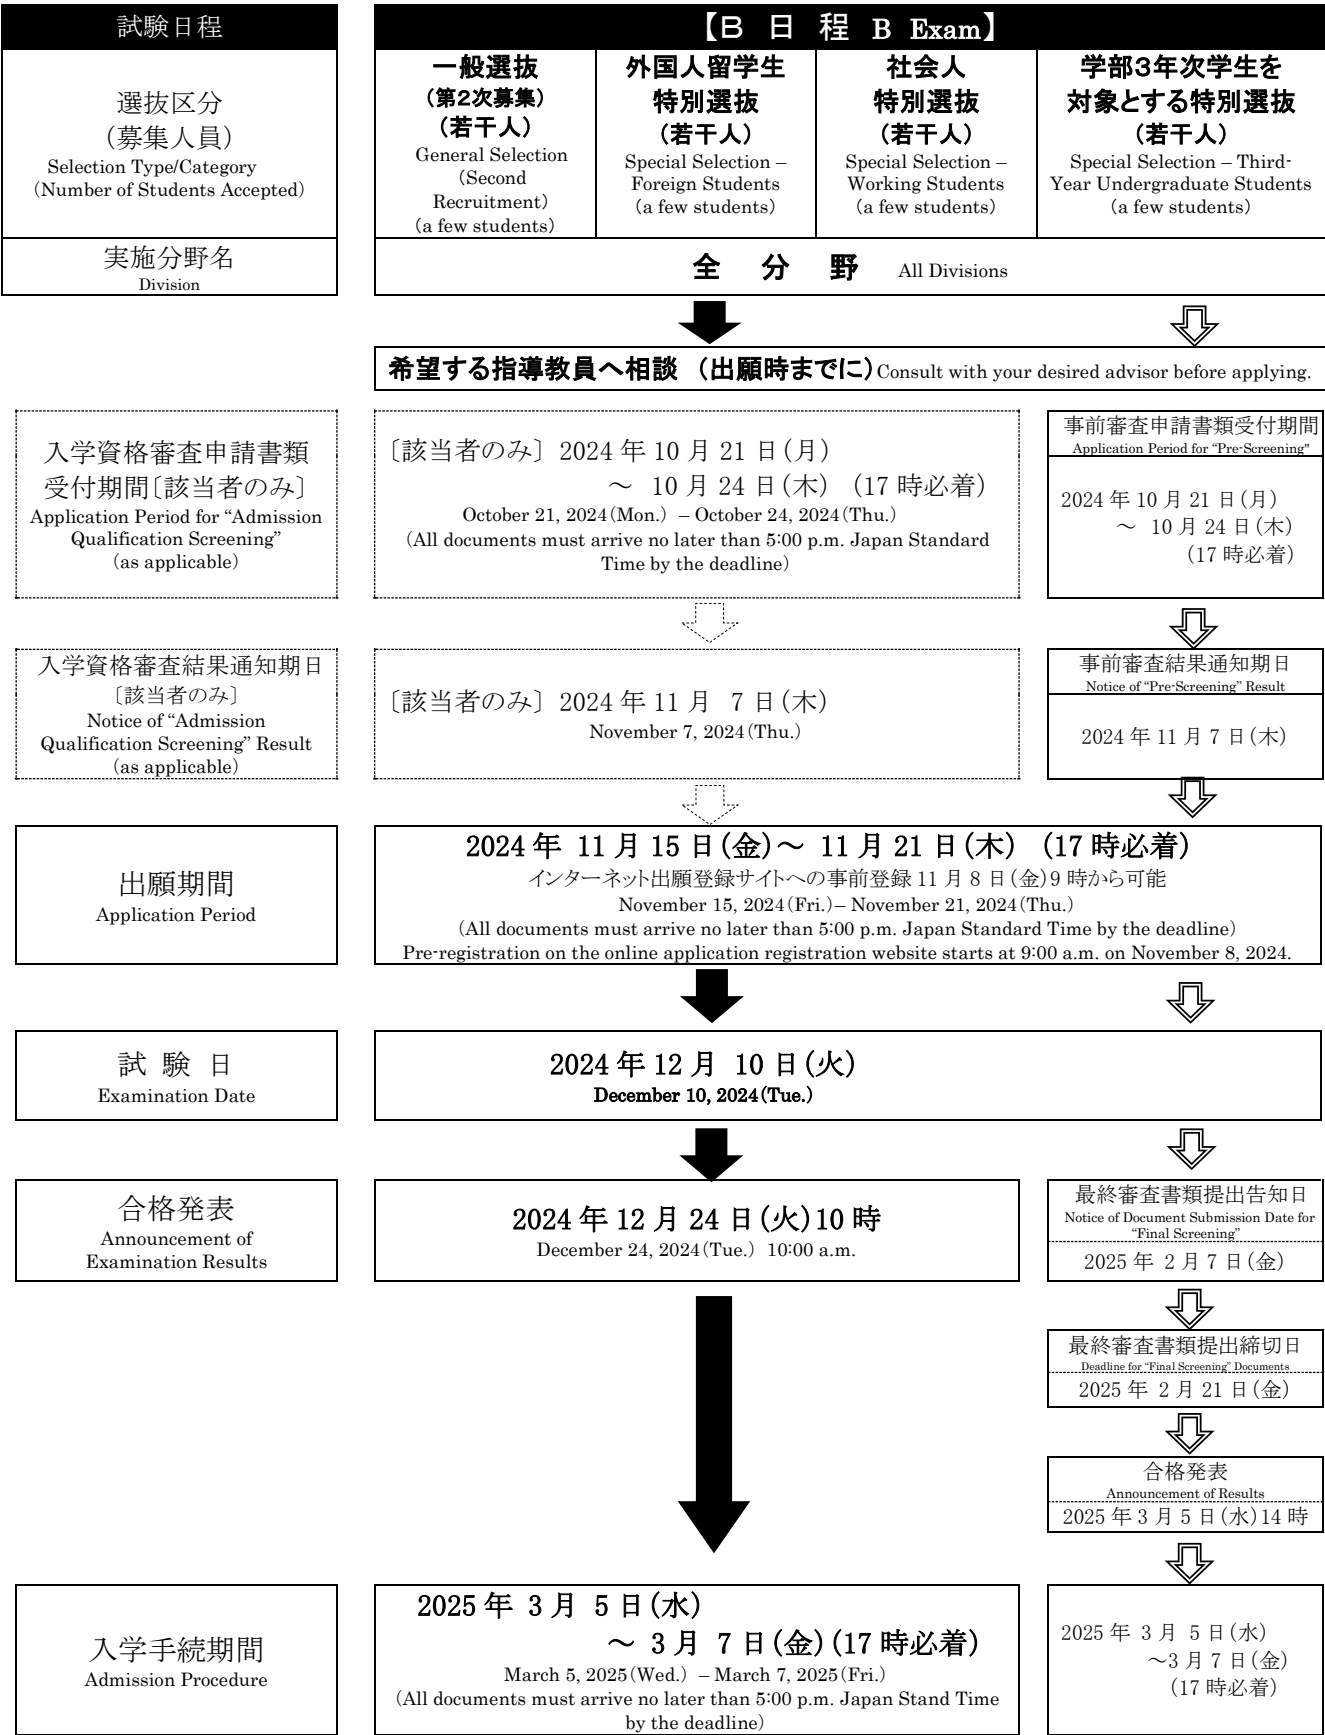 試験日程
【Ｂ 日 程 B Exam】
選抜区分
（募集人員）
Selection Type/Category
（Number of Students Accepted）
一般選抜
（第２次募集）
（若干人）
General Selection
（Second
Recruitment）
（a few students）
外国人留学生
特別選抜
（若干人）
Special Selection –
Foreign Students
（a few students）
社会人
特別選抜
（若干人）
Special Selection –
Working Students
（a few students）
学部３年次学生を
対象とする特別選抜
（若干人）
Special Selection – Third-
Year Undergraduate Students
（a few students）
実施分野名
Division
全 分 野 All Divisions
希望する指導教員へ相談 （出願時までに） Consult with your desired advisor before applying.
入学資格審査申請書類
受付期間〔該当者のみ〕
Application Period for “Admission
Qualification Screening”
（as applicable）
〔該当者のみ〕 2024 年 10 月 21 日（月）
～ 10 月 24 日（木） （17 時必着）
October 21, 2024（Mon.） – October 24, 2024（Thu.）
（All documents must arrive no later than 5:00 p.m. Japan Standard
Time by the deadline）
事前審査申請書類受付期間
Application Period for “Pre-Screening"
2024 年 10 月 21 日（月）
～ 10 月 24 日（木）
（17 時必着）
入学資格審査結果通知期日
〔該当者のみ〕
Notice of “Admission
Qualification Screening” Result
（as applicable）
〔該当者のみ〕 2024 年 11 月 7 日（木）
November 7, 2024（Thu.）
事前審査結果通知期日
Notice of “Pre-Screening” Result
2024 年 11 月 7 日（木）
出願期間
Application Period
2024 年 11 月 15 日（金）～ 11 月 21 日（木） （17 時必着）
インターネット出願登録サイトへの事前登録 11 月 8 日（金）9 時から可能
November 15, 2024（Fri.）– November 21, 2024（Thu.）
（All documents must arrive no later than 5:00 p.m. Japan Standard Time by the deadline）
Pre-registration on the online application registration website starts at 9:00 a.m. on November 8, 2024.
試 験 日
Examination Date
2024 年 12 月 10 日（火）
December 10, 2024（Tue.）
合格発表
Announcement of
Examination Results
2024 年 12 月 24 日（火）10 時
December 24, 2024（Tue.） 10:00 a.m.
最終審査書類提出告知日
Notice of Document Submission Date for
“Final Screening”
2025 年 2 月 7 日（金）
最終審査書類提出締切日
Deadline for “Final Screening” Documents
2025 年 2 月 21 日（金）
合格発表
Announcement of Results
2025 年 3 月 5 日（水）14 時
入学手続期間
Admission Procedure
2025 年 3 月 5 日（水）
～ 3 月 7 日（金）（17 時必着）
March 5, 2025（Wed.） – March 7, 2025（Fri.）
（All documents must arrive no later than 5:00 p.m. Japan Stand Time
by the deadline）
2025 年 3 月 5 日（水）
～3 月 7 日（金）
（17 時必着）